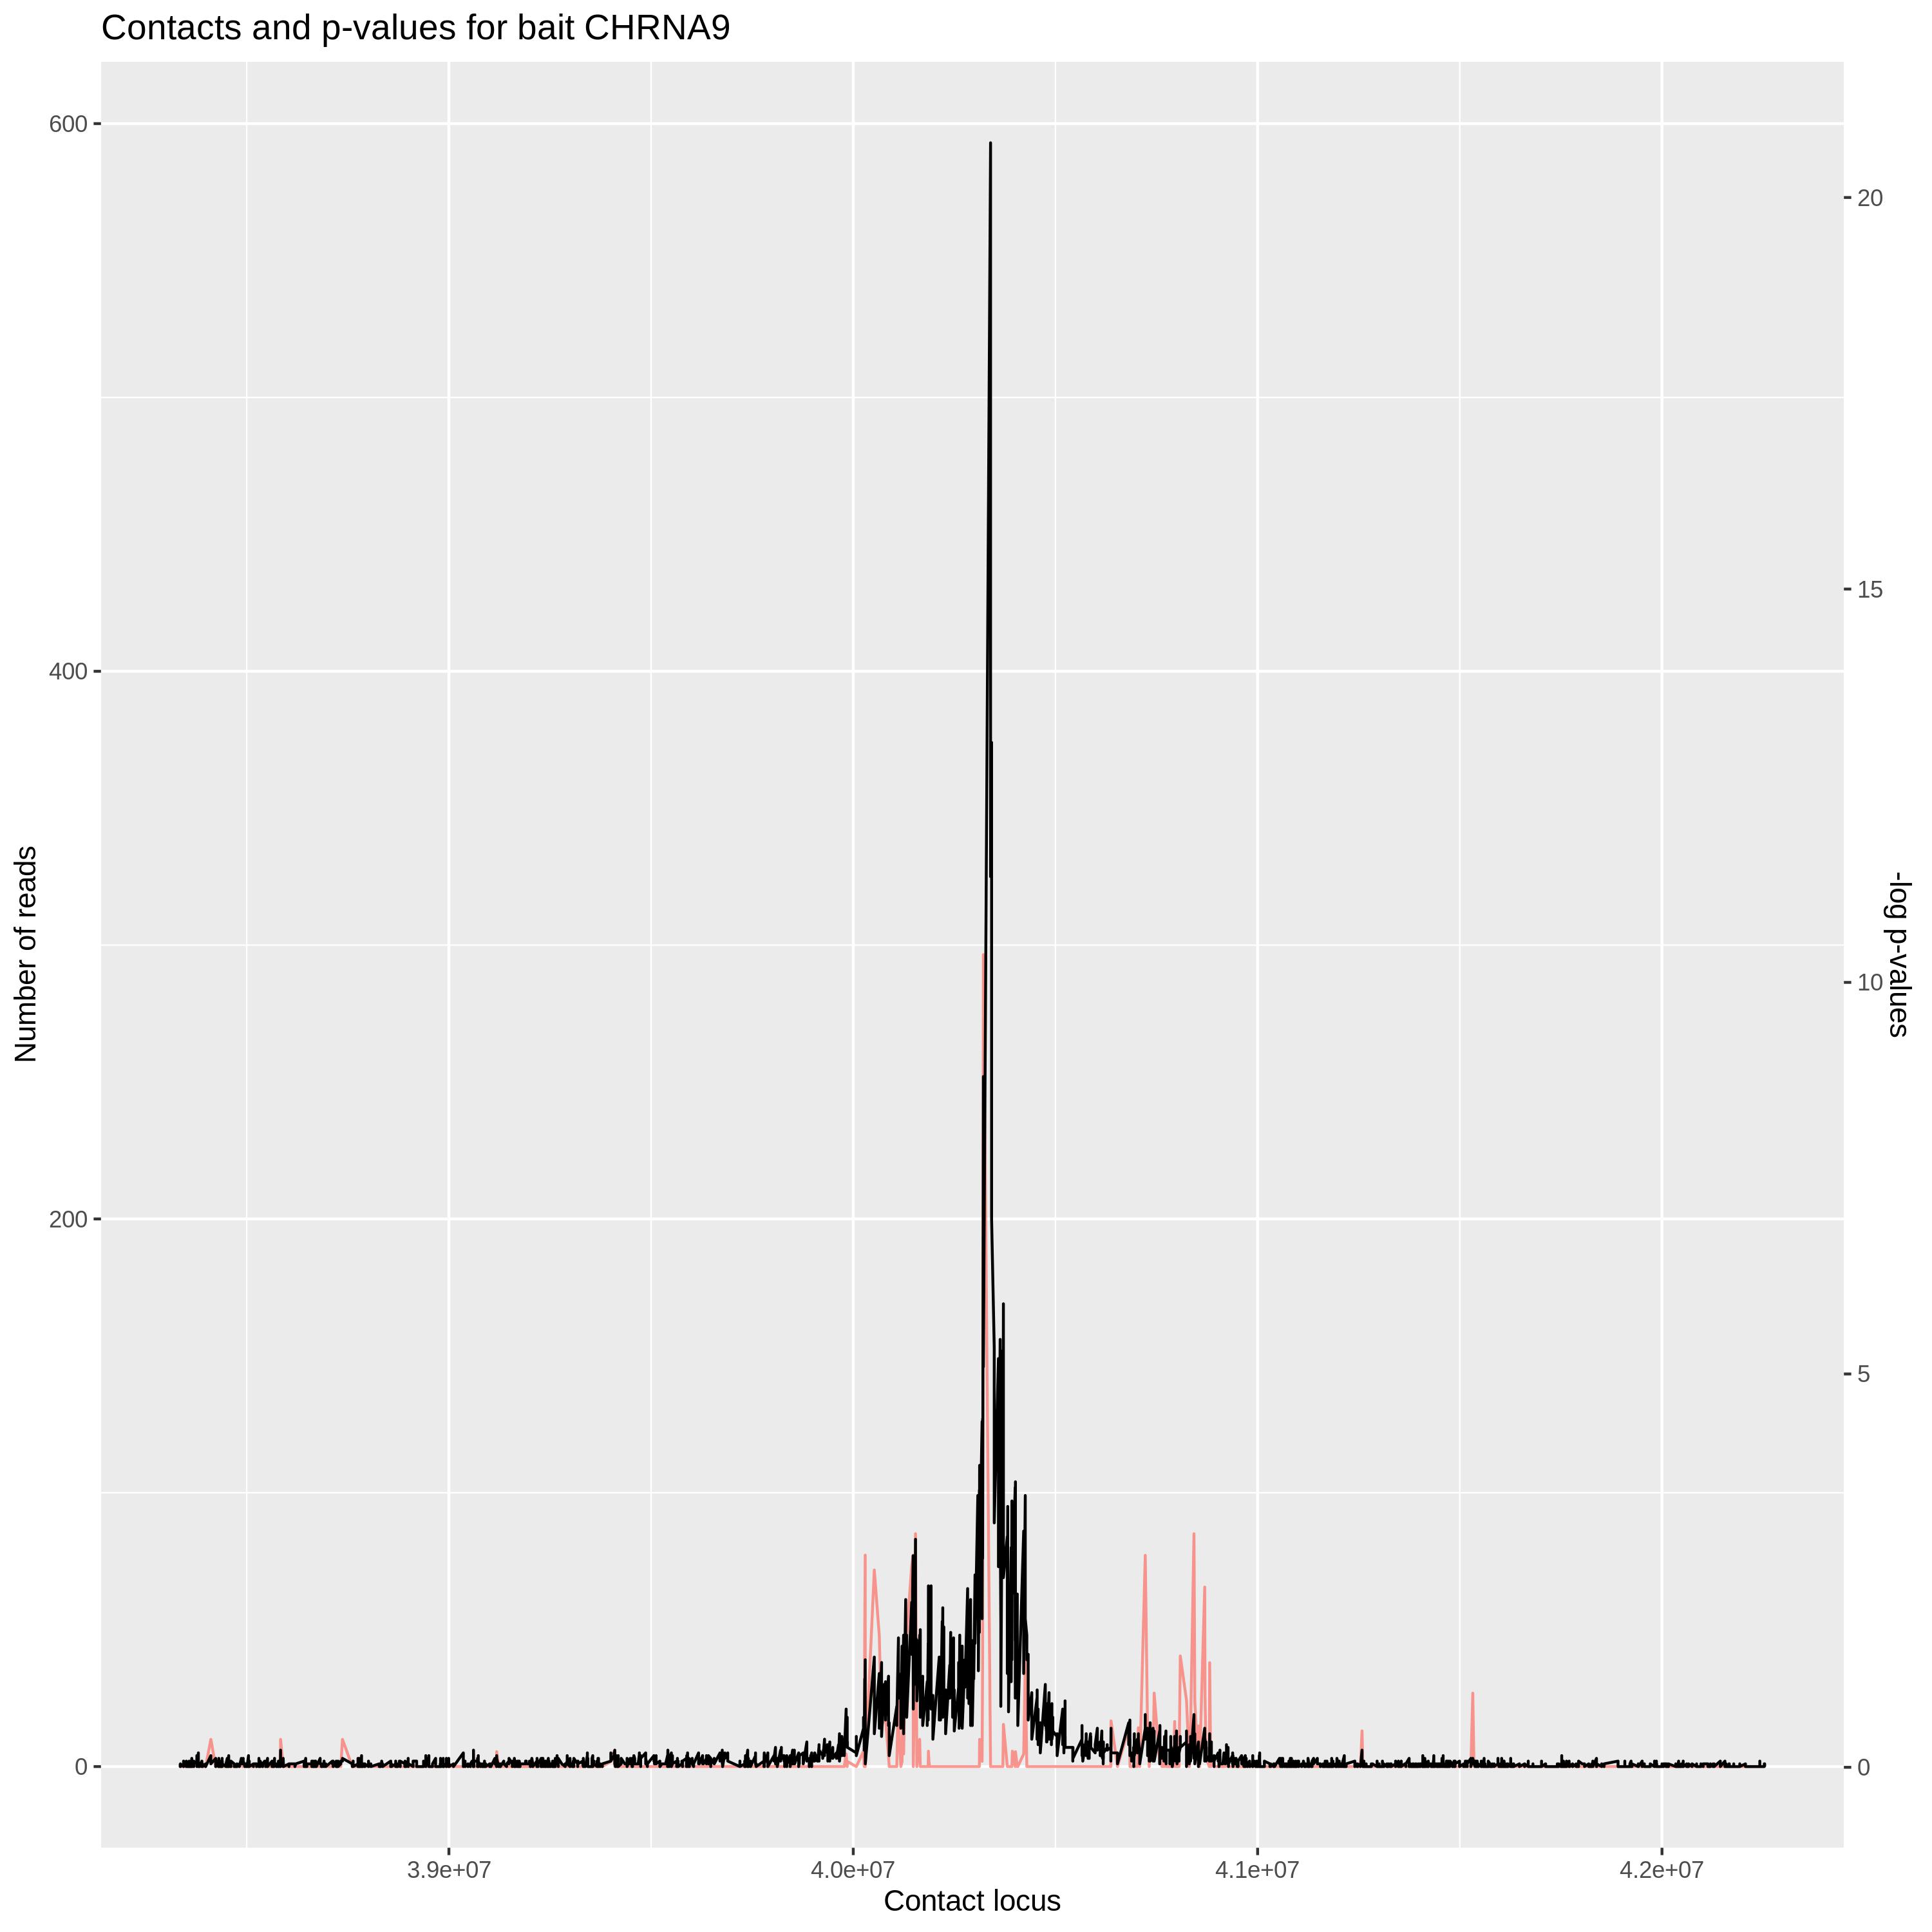 Contacts and p-values for bait CHRNA9
600
400
200
0
Number of reads
20
15
10
5
0
-log p-values
3.9e+07
4.0e+07
4.1e+07
4.2e+07
Contact locus